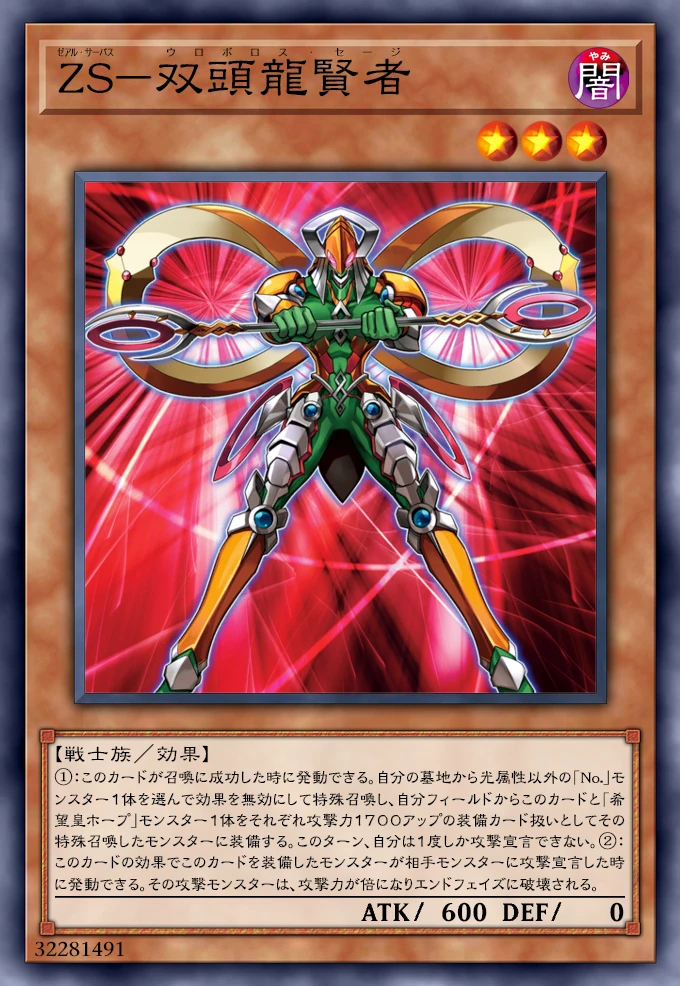 ゼアル・サーバス ウロボロス・セージ
ZS－双頭龍賢者
やみ
闇
【戦士族／効果】
①：このカードが召喚に成功した時に発動できる。自分の墓地から光属性以外の「No.」モ
ンスター１体を選んで効果を無効にして特殊召喚し、自分フィールドからこのカードと「希
望皇ホープ」モンスター１体をそれぞれ攻撃力１７００アップの装備カード扱いとしてその
特殊召喚したモンスターに装備する。このターン、自分は１度しか攻撃宣言できない。②：
このカードの効果でこのカードを装備したモンスターが相手モンスターに攻撃宣言した時
に発動できる。その攻撃モンスターは、攻撃力が倍になりエンドフェイズに破壊される。
ATK/ 600 DEF/ 0
32281491